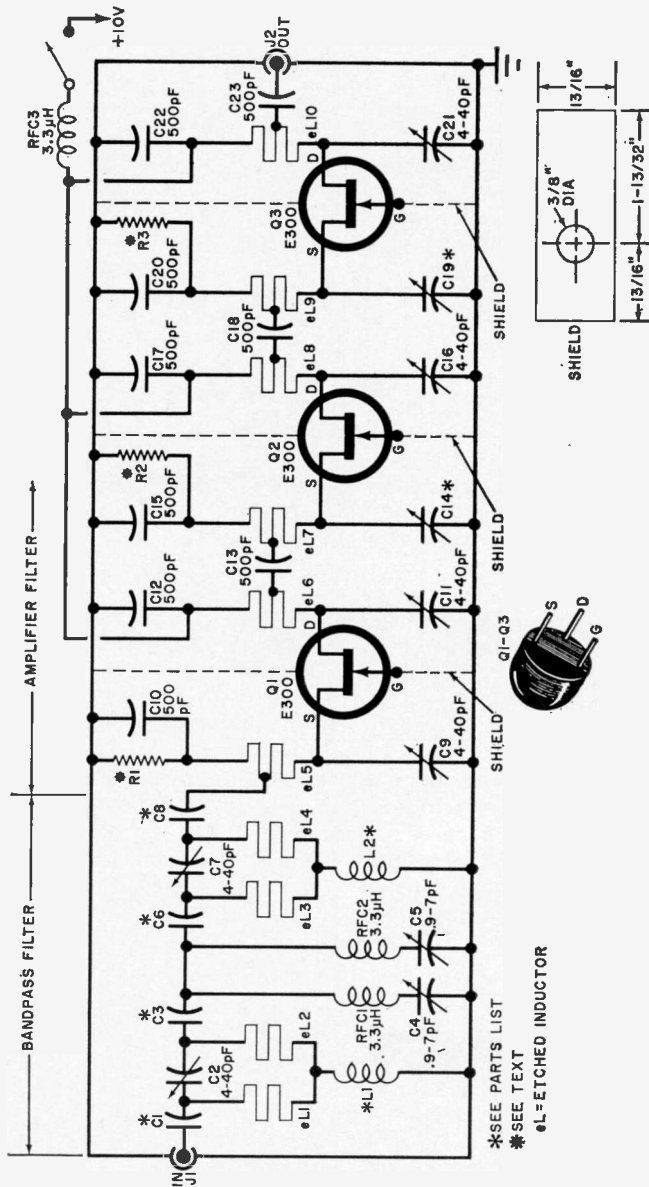 BANDPASS FILTER
AMPLIFIER FILTER
RFC3
3.3µH
+10V
IN
J1
*C1
C2
4-40pF
*C3
*C6
C7
4-40pF
*C8
eL1
eL2
eL3
eL4
*L1
RFC1
3.3µH
RFC2
3.3µH
L2*
C4
.9-7pF
C5
.9-7pF
✱R1
C10
500
pF
eL5
C9
4-40pF
Q1
E300
S
D
G
SHIELD
C12
500pF
C13
500pF
eL6
C11
4-40pF
C15
500pF
✱R2
eL7
C14*
Q2
E300
S
D
G
SHIELD
C17
500pF
C18
500pF
eL8
C16
4-40pF
C20
500pF
✱R3
eL9
C19*
Q3
E300
S
D
G
SHIELD
C22
500pF
C23
500pF
eL10
C21
4-40pF
J2
OUT
*SEE PARTS LIST
✱SEE TEXT
eL=ETCHED INDUCTOR
Q1-Q3
S
D
G
SHIELD
3/8"
DIA
13/16"
13/16"
1-13/32"